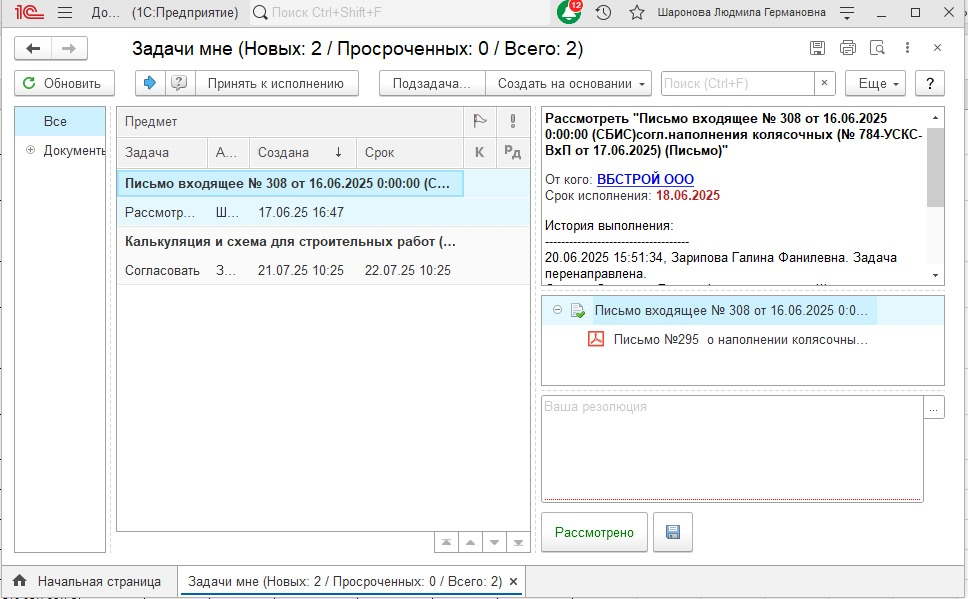 1С До... (1С:Предприятие) Поиск Ctrl+Shift+F 12 Шаронова Людмила Германовна
Задачи мне (Новых: 2 / Просроченных: 0 / Всего: 2)
Обновить ? Принять к исполнению Подзадача... Создать на основании Поиск (Ctrl+F) × Еще ?
Все
Документы
Предмет
Задача А... Создана ↓ Срок К Рд
Письмо входящее № 308 от 16.06.2025 0:00:00 (С...
Рассмотр... Ш... 17.06.25 16:47
Калькуляция и схема для строительных работ (...
Согласовать З... 21.07.25 10:25 22.07.25 10:25
Рассмотреть "Письмо входящее № 308 от 16.06.2025
0:00:00 (СБИС)согл.наполнения колясочных (№ 784-УСКС-
ВхП от 17.06.2025) (Письмо)"
От кого: ВБСТРОЙ ООО
Срок исполнения: 18.06.2025
История выполнения:
------------------------------------
20.06.2025 15:51:34, Зарипова Галина Фанилевна. Задача
перенаправлена.
Письмо входящее № 308 от 16.06.2025 0:0...
Письмо №295 о наполнении колясочны...
Ваша резолюция
...
Рассмотрено
Начальная страница Задачи мне (Новых: 2 / Просроченных: 0 / Всего: 2) ×